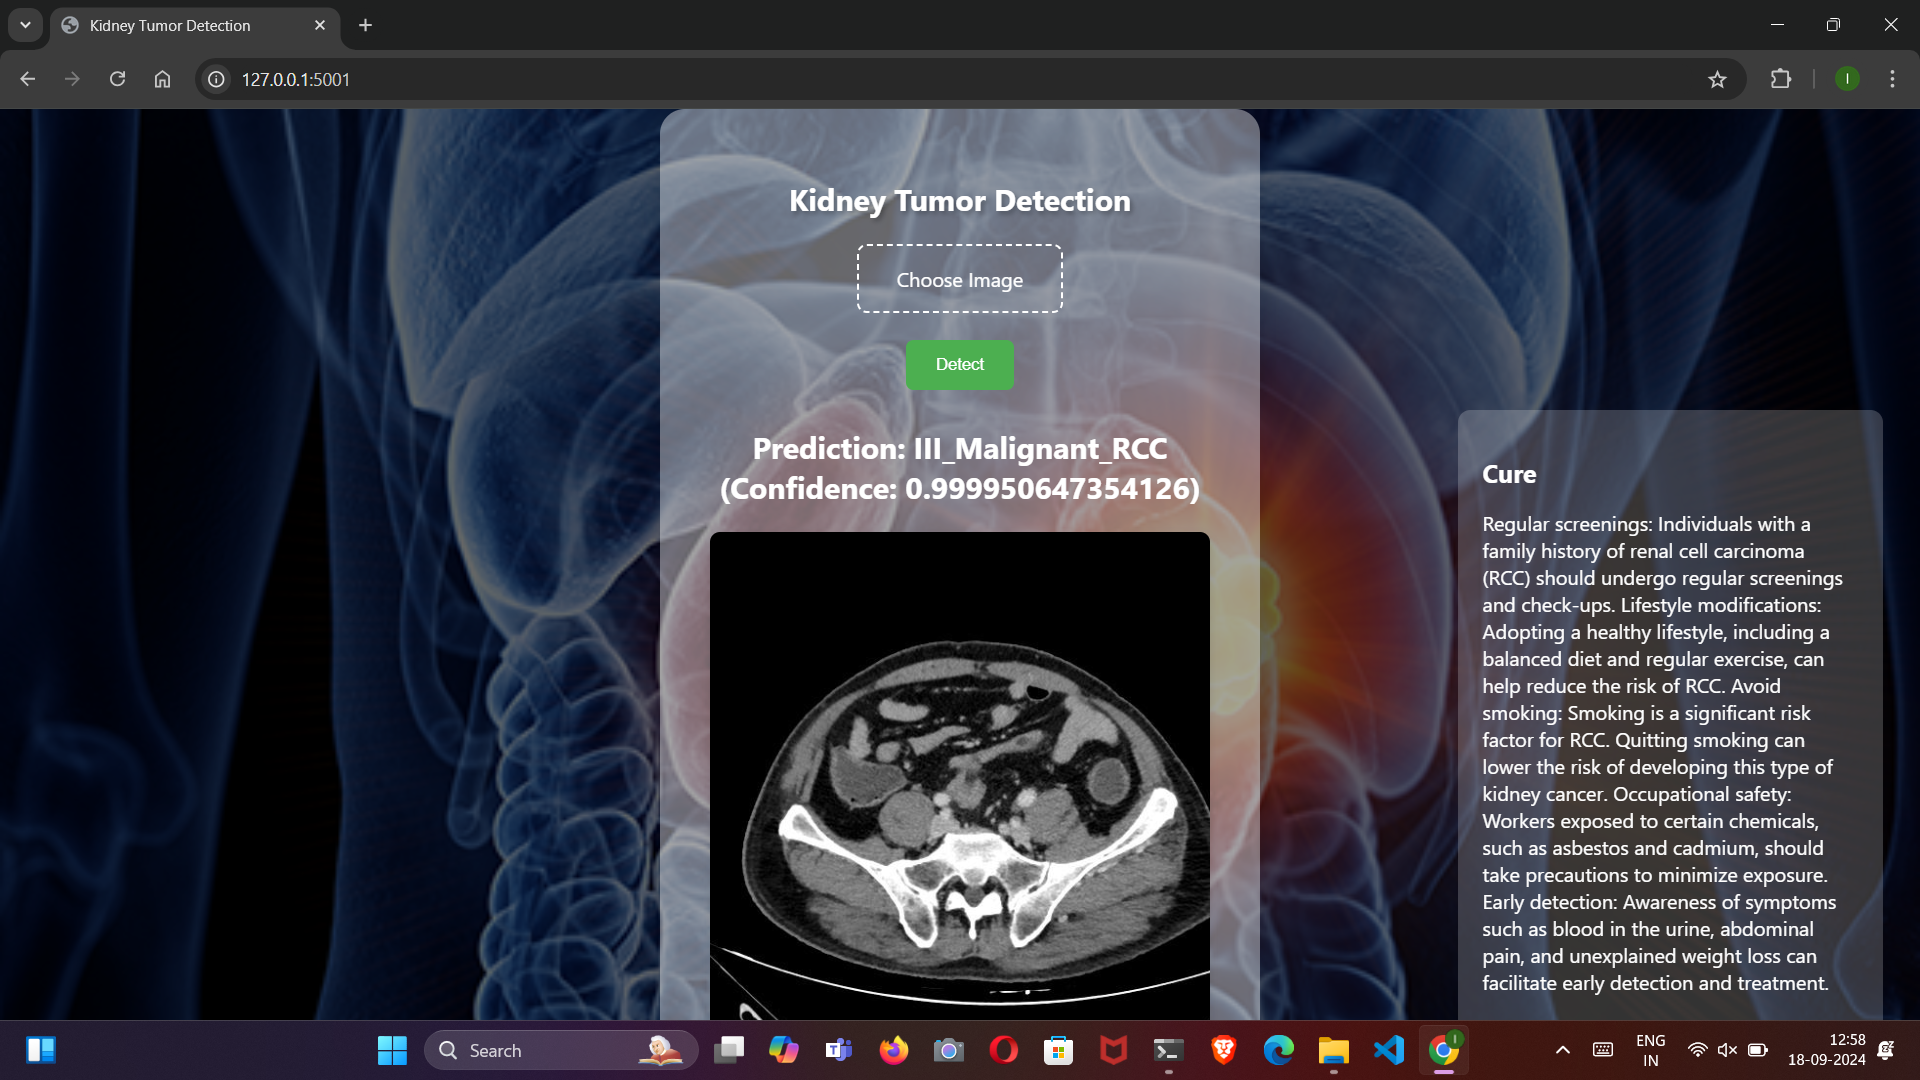 Kidney Tumor Detection
127.0.0.1:5001
I
Kidney Tumor Detection
Choose Image
Detect
Prediction: III_Malignant_RCC
(Confidence: 0.999950647354126)
Cure
Regular screenings: Individuals with a
family history of renal cell carcinoma
(RCC) should undergo regular screenings
and check-ups. Lifestyle modifications:
Adopting a healthy lifestyle, including a
balanced diet and regular exercise, can
help reduce the risk of RCC. Avoid
smoking: Smoking is a significant risk
factor for RCC. Quitting smoking can
lower the risk of developing this type of
kidney cancer. Occupational safety:
Workers exposed to certain chemicals,
such as asbestos and cadmium, should
take precautions to minimize exposure.
Early detection: Awareness of symptoms
such as blood in the urine, abdominal
pain, and unexplained weight loss can
facilitate early detection and treatment.
Search
ENG
IN
12:58
18-09-2024